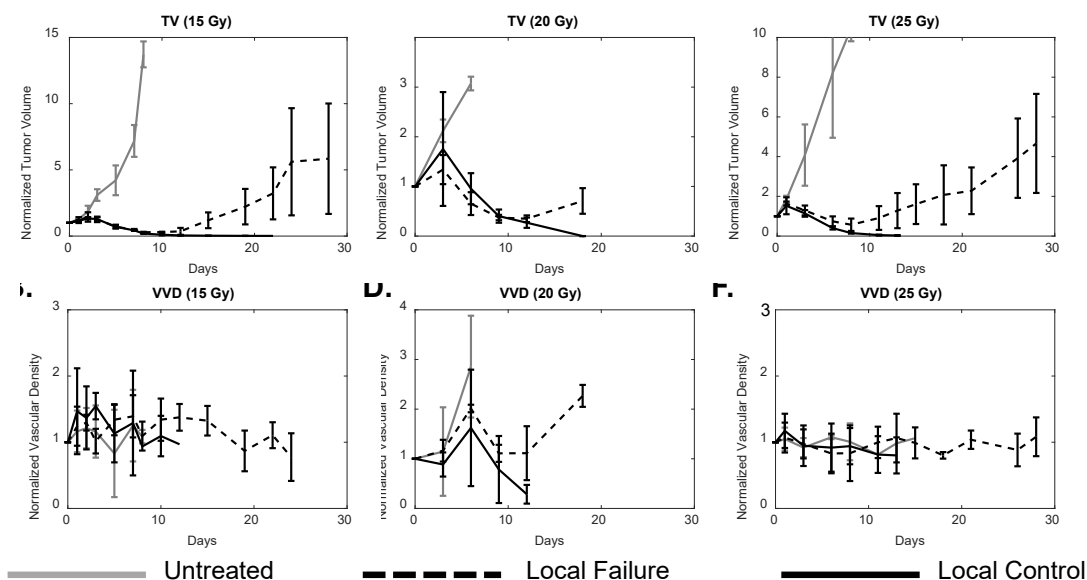 TV (15 Gy)
Normalized Tumor Volume
15
10
5
0
0
10
20
30
Days
TV (20 Gy)
Normalized Tumor Volume
3
2
1
0
0
10
20
30
Days
TV (25 Gy)
Normalized Tumor Volume
10
8
6
4
2
0
0
10
20
30
Days
VVD (15 Gy)
Normalized Vascular Density
3
2
1
0
0
10
20
30
Days
D.
VVD (20 Gy)
Normalized Vascular Density
4
3
2
1
0
0
10
20
30
Days
F.
VVD (25 Gy)
Normalized Vascular Density
3
2
1
0
0
10
20
30
Days
Untreated
Local Failure
Local Control